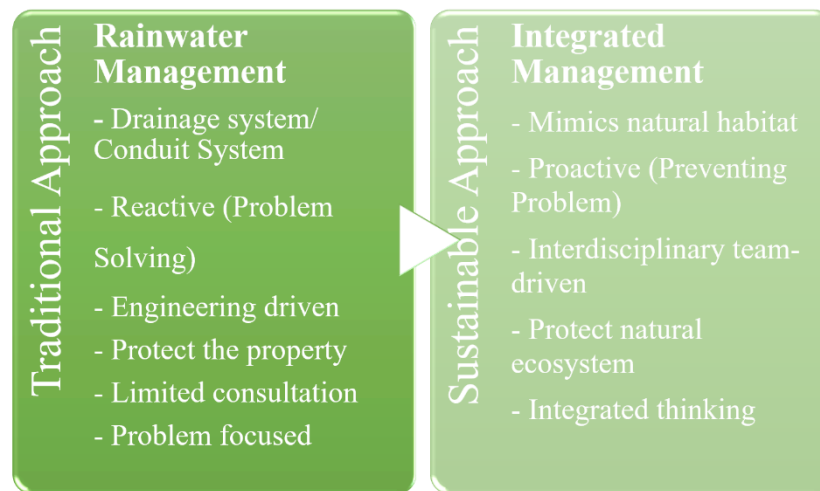 Traditional Approach
Rainwater
Management
- Drainage system/
Conduit System
- Reactive (Problem
Solving)
- Engineering driven
- Protect the property
- Limited consultation
- Problem focused
Sustainable Approach
Integrated
Management
- Mimics natural habitat
- Proactive (Preventing
Problem)
- Interdisciplinary team-
driven
- Protect natural
ecosystem
- Integrated thinking